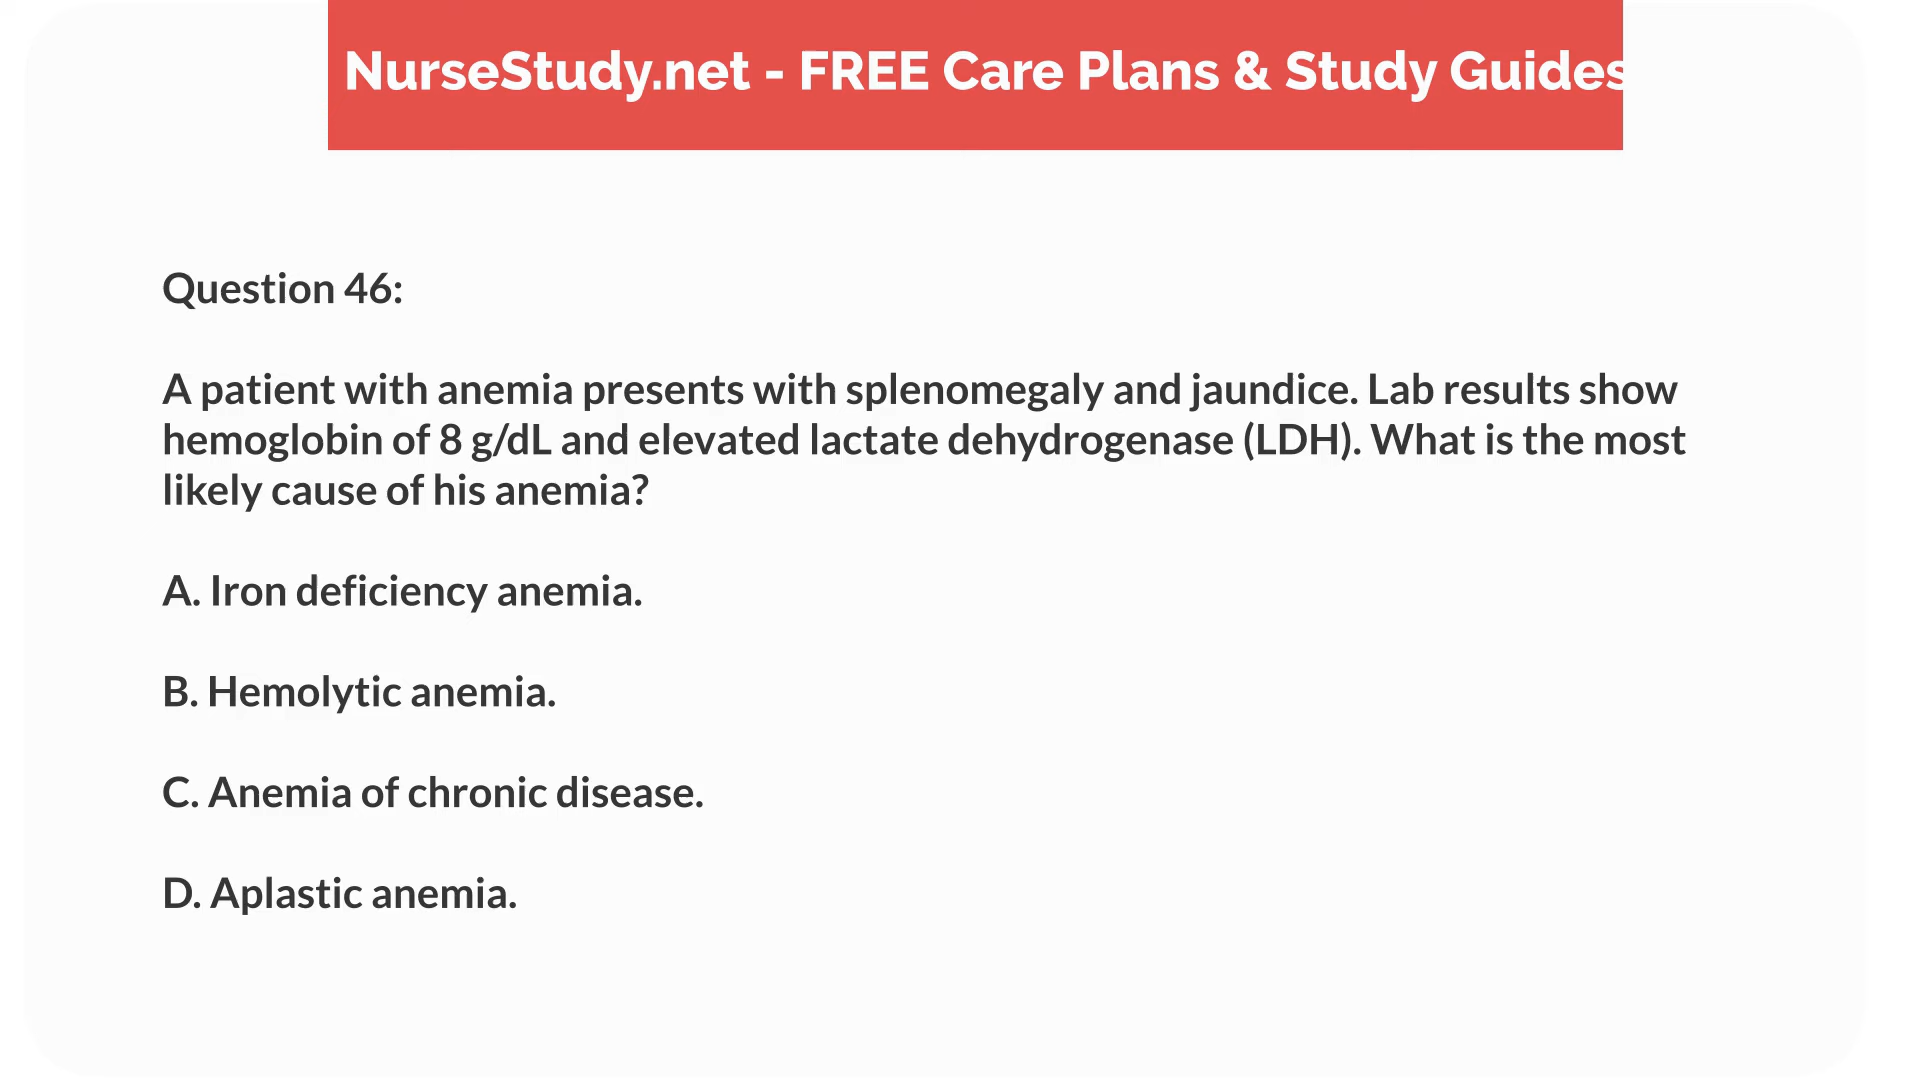 NurseStudy.net - FREE Care Plans & Study Guides
Question 46:
A patient with anemia presents with splenomegaly and jaundice. Lab results show
hemoglobin of 8 g/dL and elevated lactate dehydrogenase (LDH). What is the most
likely cause of his anemia?
A. Iron deficiency anemia.
B. Hemolytic anemia.
C. Anemia of chronic disease.
D. Aplastic anemia.